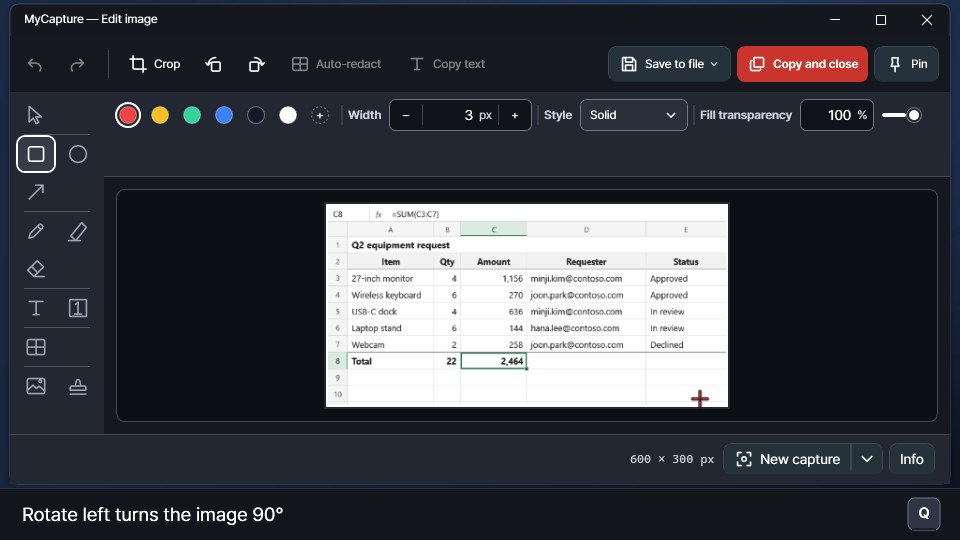 MyCapture — Edit image
Crop
Auto-redact
Copy text
Save to file
Copy and close
Pin
Width
− 3 px +
Style
Solid
Fill transparency
100 %
C8 fx =SUM(C3:C7)
A B C D E
1 Q2 equipment request
2 Item Qty Amount Requester Status
3 27-inch monitor 4 1,156 minji.kim@contoso.com Approved
4 Wireless keyboard 6 270 joon.park@contoso.com Approved
5 USB-C dock 4 636 minji.kim@contoso.com In review
6 Laptop stand 6 144 hana.lee@contoso.com In review
7 Webcam 2 258 joon.park@contoso.com Declined
8 Total 22 2,464
9
10
T 1
600 × 300 px
New capture
Info
Rotate left turns the image 90°
Q